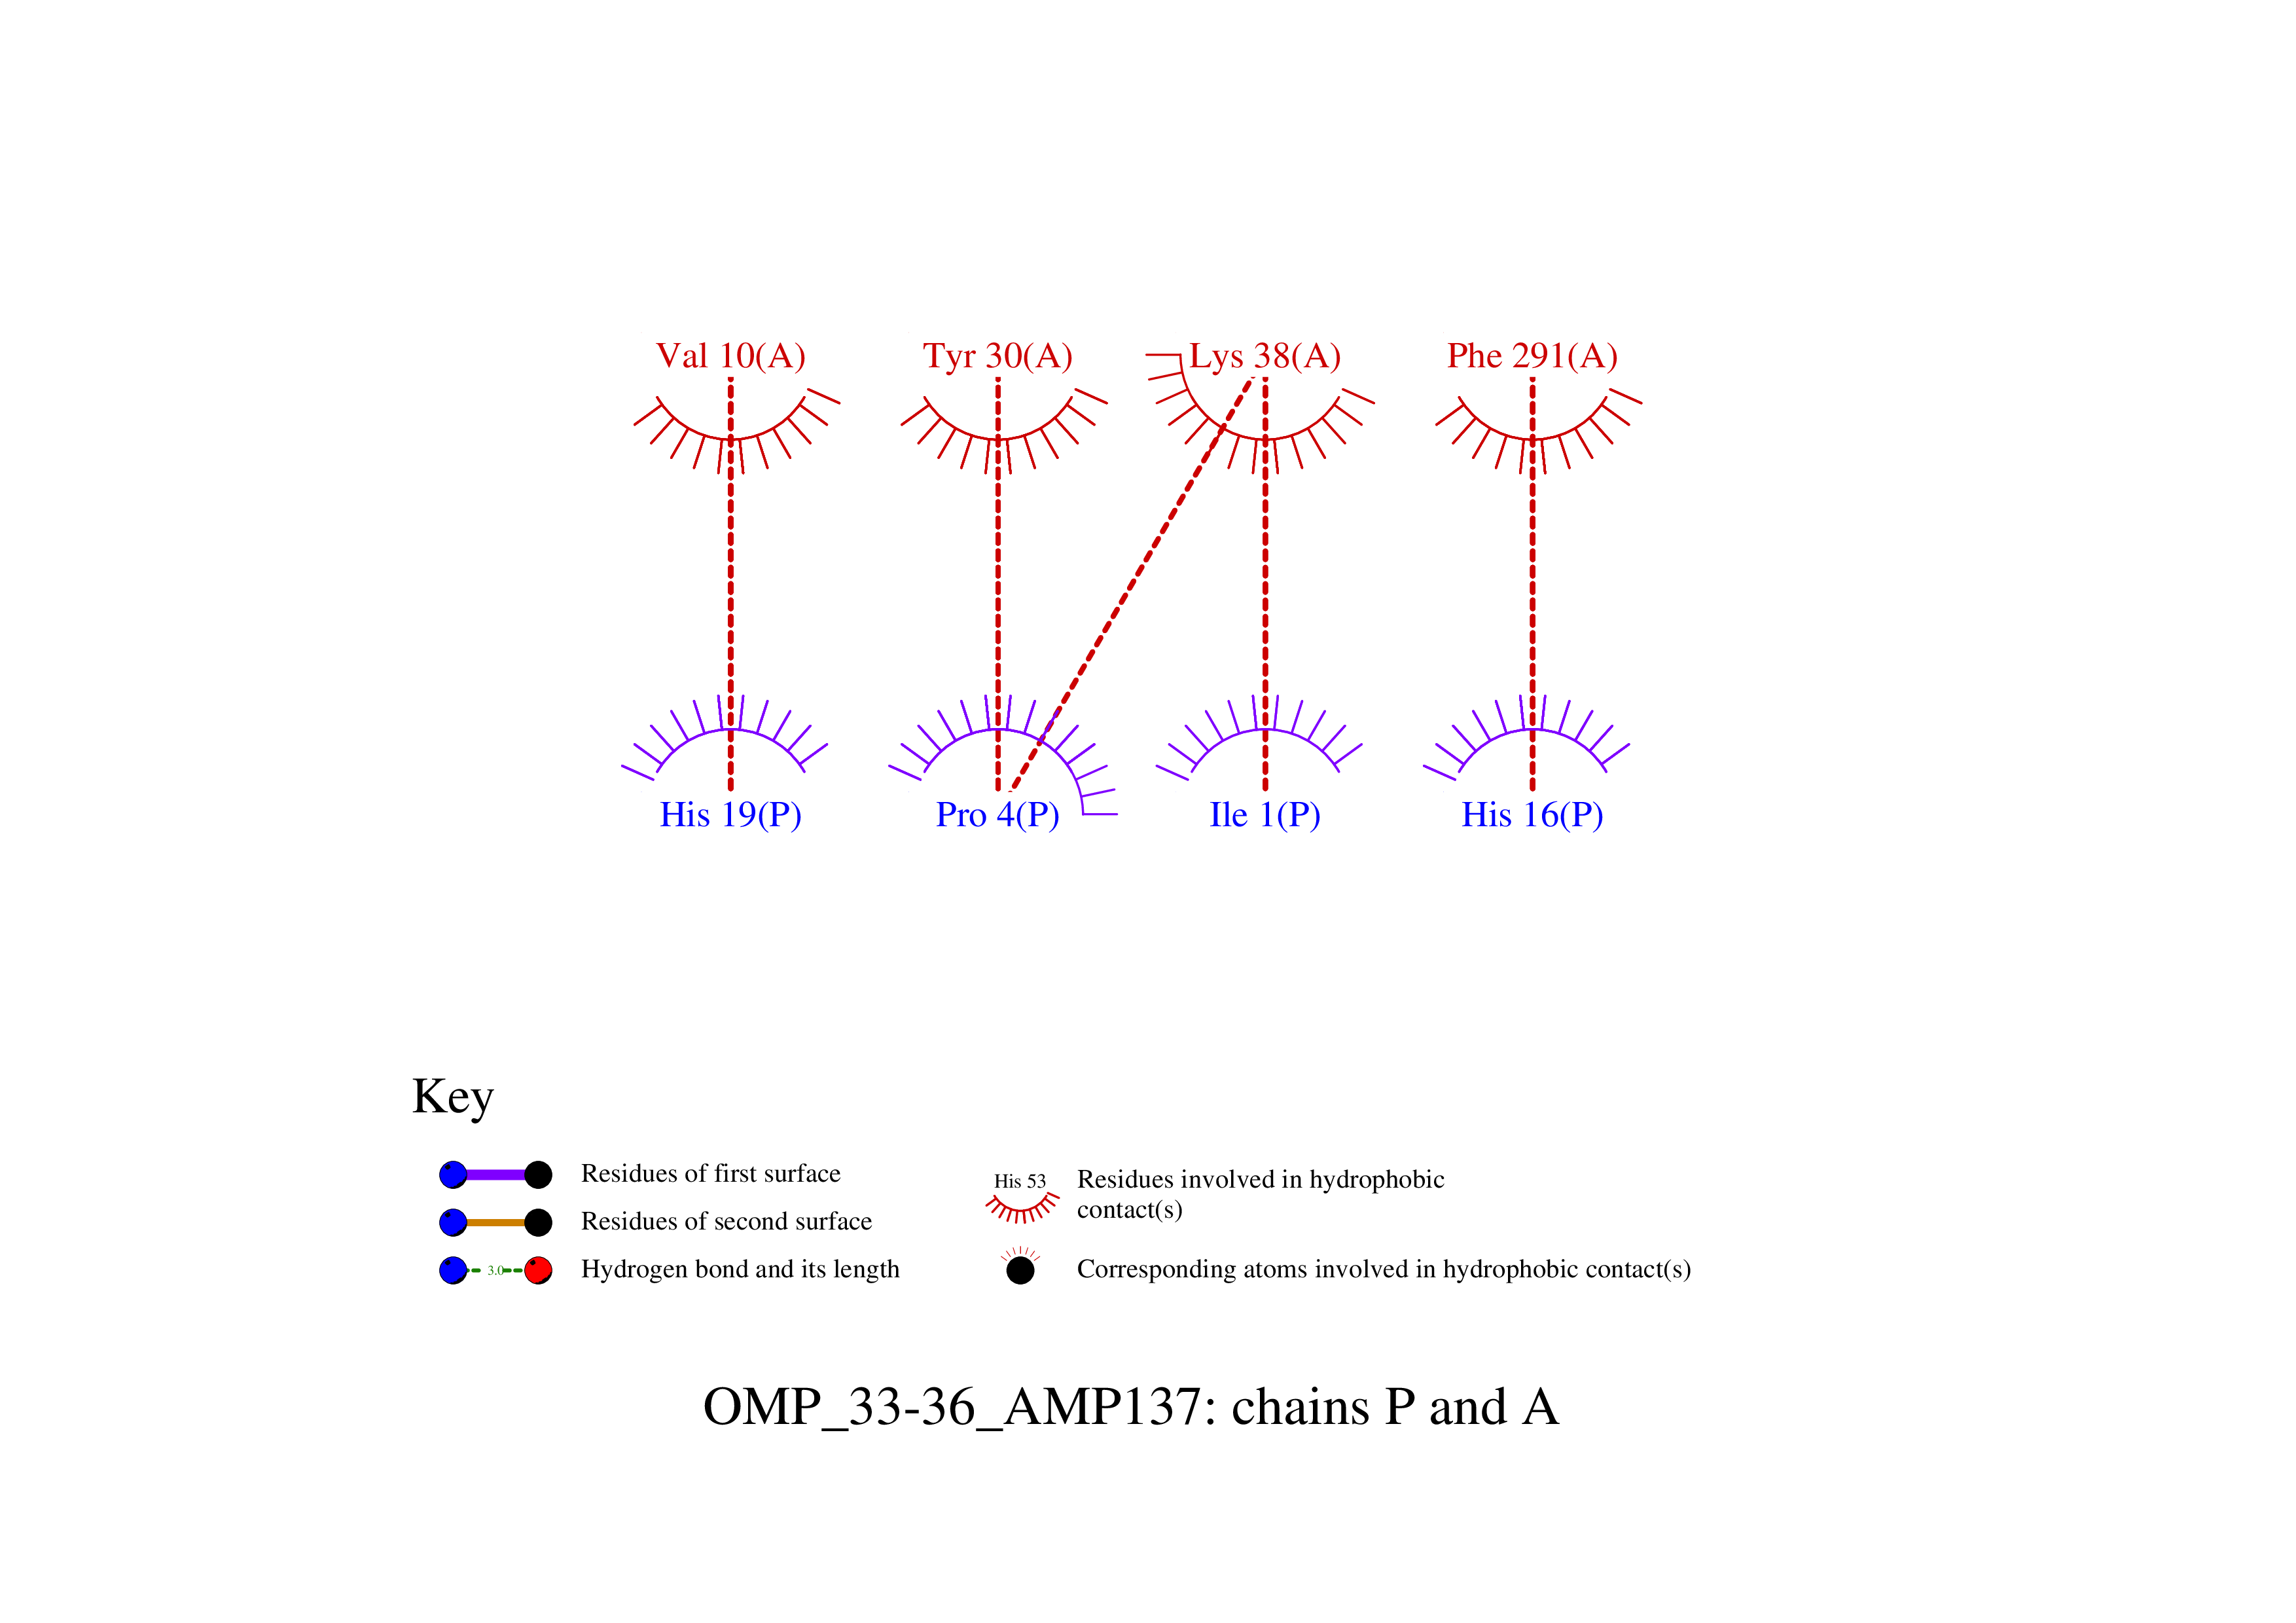 Val 10(A) Tyr 30(A) Lys 38(A) Phe 291(A)
His 19(P) Pro 4(P) Ile 1(P) His 16(P)
Key
Residues of first surface
Residues of second surface
3.0 Hydrogen bond and its length
His 53 Residues involved in hydrophobic
contact(s)
Corresponding atoms involved in hydrophobic contact(s)
OMP_33-36_AMP137: chains P and A